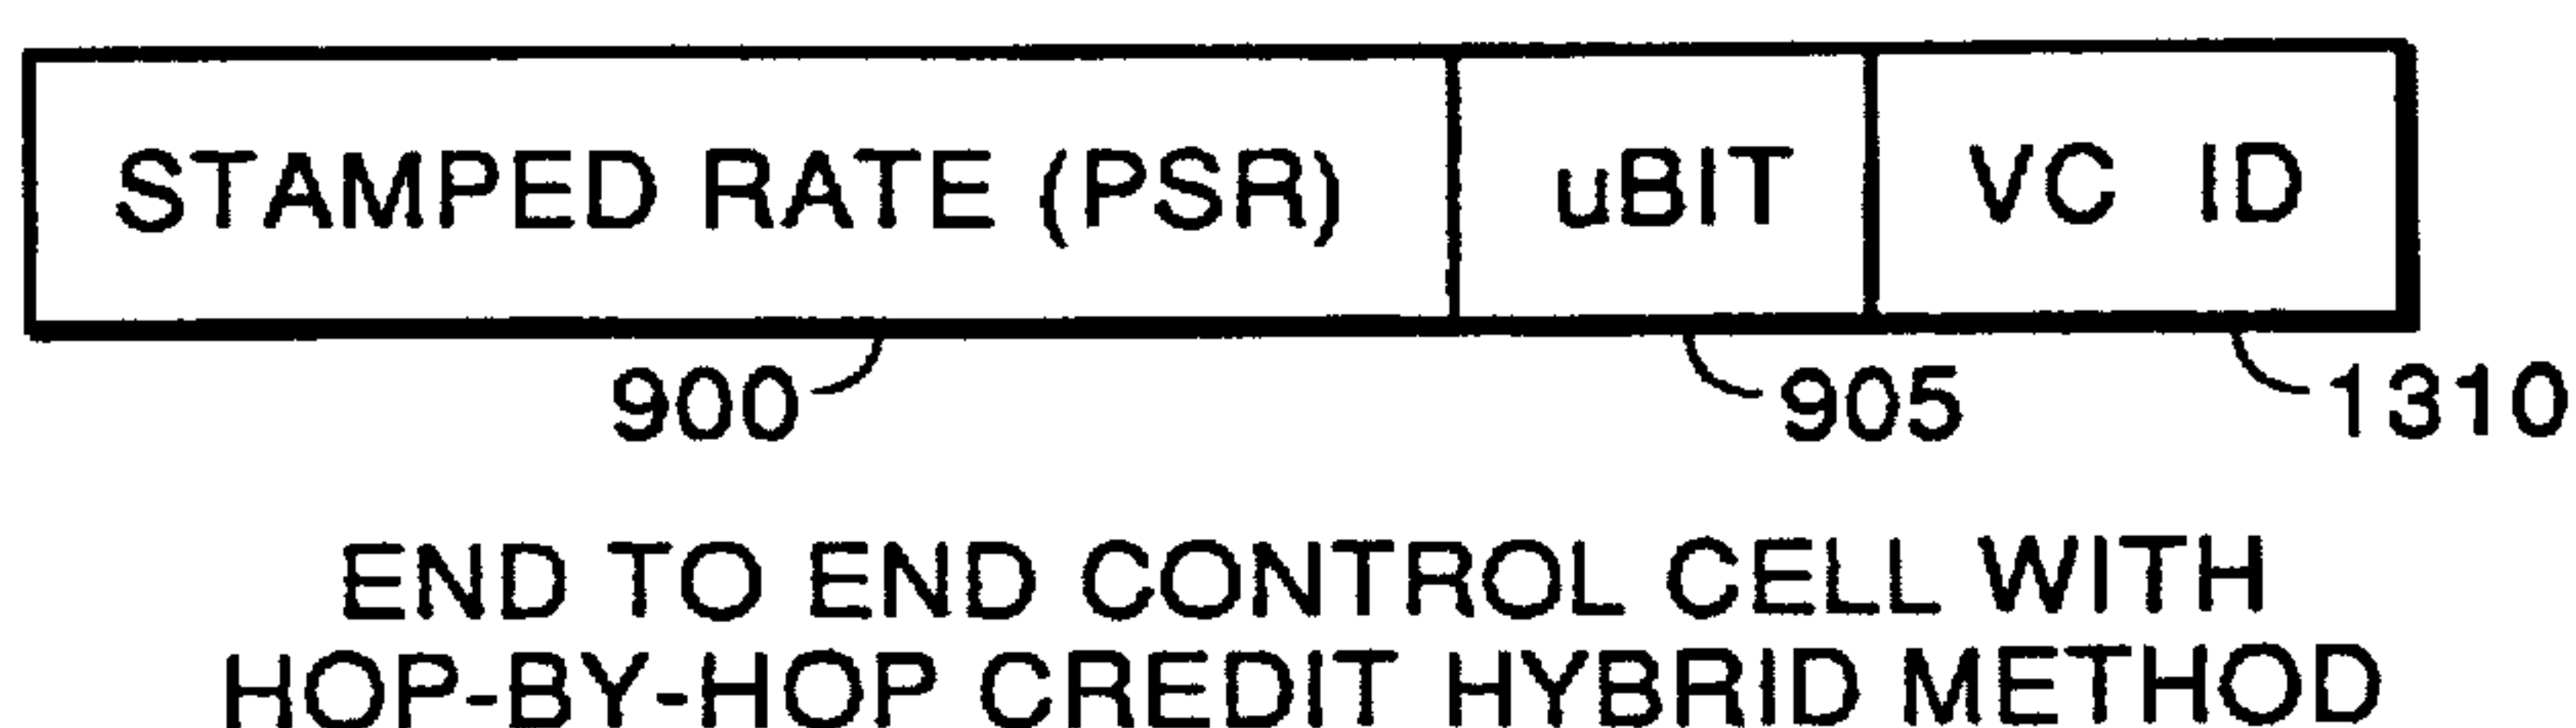 STAMPED RATE (PSR) uBIT VC ID
900 905 1310
END TO END CONTROL CELL WITH
HOP-BY-HOP CREDIT HYBRID METHOD